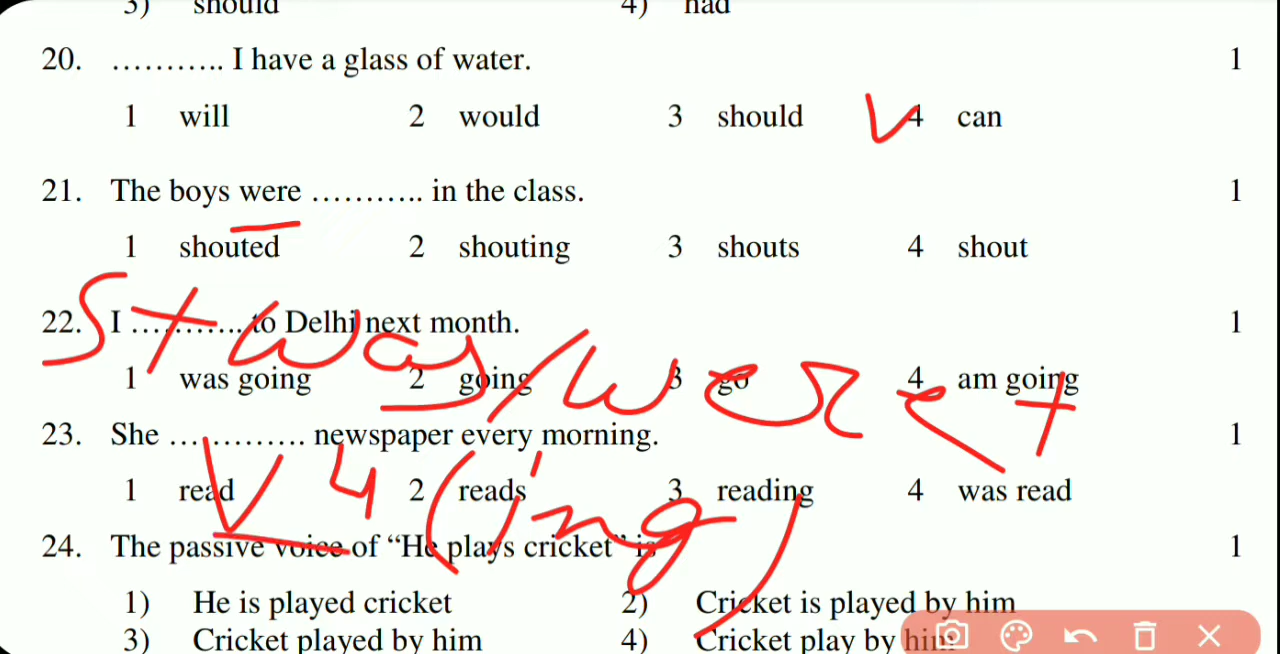 3) should 4) had
20. ……….. I have a glass of water. 1
1 will 2 would 3 should 4 can
21. The boys were ……….. in the class. 1
1 shouted 2 shouting 3 shouts 4 shout
22. I ……….. to Delhi next month. 1
1 was going 2 going 3 go 4 am going
S + was/were +
23. She ………… newspaper every morning. 1
1 read 2 reads 3 reading 4 was read
V4 (ing)
24. The passive voice of “He plays cricket” is 1
1) He is played cricket 2) Cricket is played by him
3) Cricket played by him 4) Cricket play by him